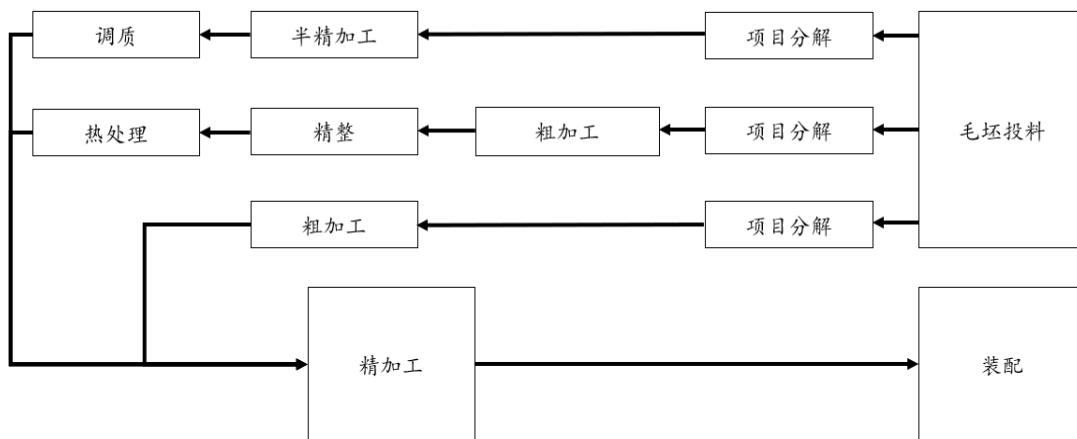 调质
半精加工
项目分解
热处理
精整
粗加工
项目分解
毛坯投料
粗加工
项目分解
精加工
装配